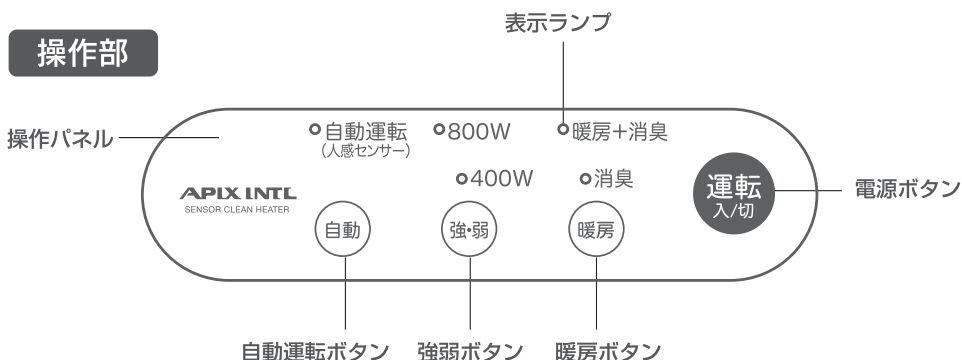 表示ランプ
操作部
操作パネル
自動運転
(人感センサー)
800W
暖房+消臭
400W
消臭
APIX INTL
SENSOR CLEAN HEATER
自動
強・弱
暖房
運転
入/切
電源ボタン
自動運転ボタン
強弱ボタン
暖房ボタン